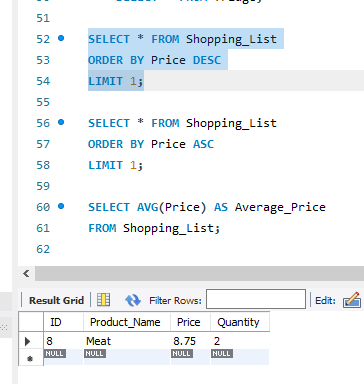 51
52 SELECT * FROM Shopping_List
53 ORDER BY Price DESC
54 LIMIT 1;
55
56 SELECT * FROM Shopping_List
57 ORDER BY Price ASC
58 LIMIT 1;
59
60 SELECT AVG(Price) AS Average_Price
61 FROM Shopping_List;
62
Result Grid Filter Rows: Edit:
ID Product_Name Price Quantity
8 Meat 8.75 2
NULL NULL NULL NULL